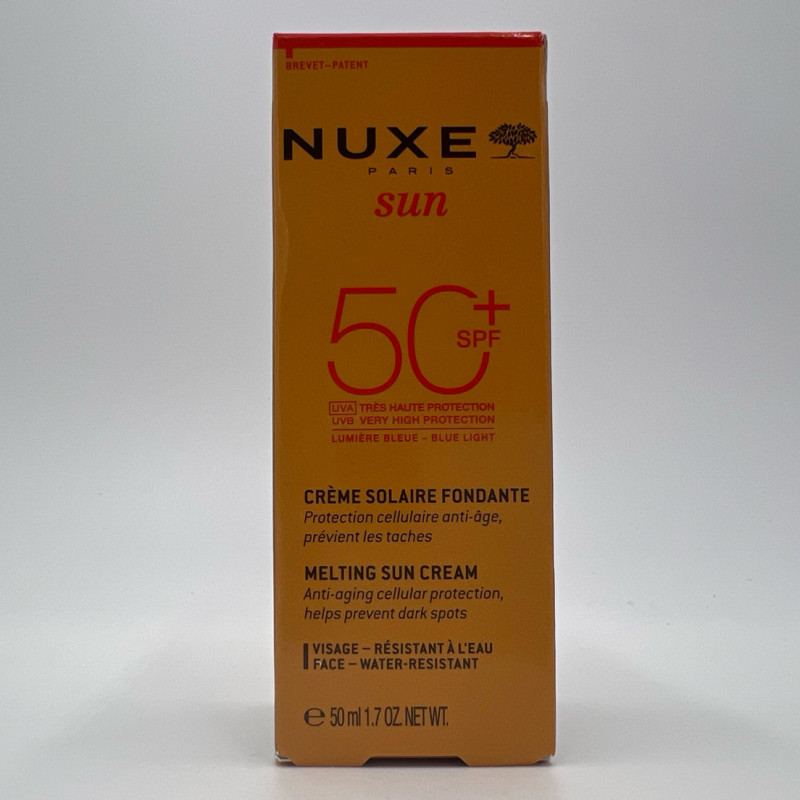 BREVET–PATENT
NUXE
PARIS
sun
50+
SPF
UVA TRÈS HAUTE PROTECTION
UVB VERY HIGH PROTECTION
LUMIÈRE BLEUE – BLUE LIGHT
CRÈME SOLAIRE FONDANTE
Protection cellulaire anti-âge,
prévient les taches
MELTING SUN CREAM
Anti-aging cellular protection,
helps prevent dark spots
VISAGE – RÉSISTANT À L'EAU
FACE – WATER-RESISTANT
℮ 50 ml 1.7 OZ. NET WT.